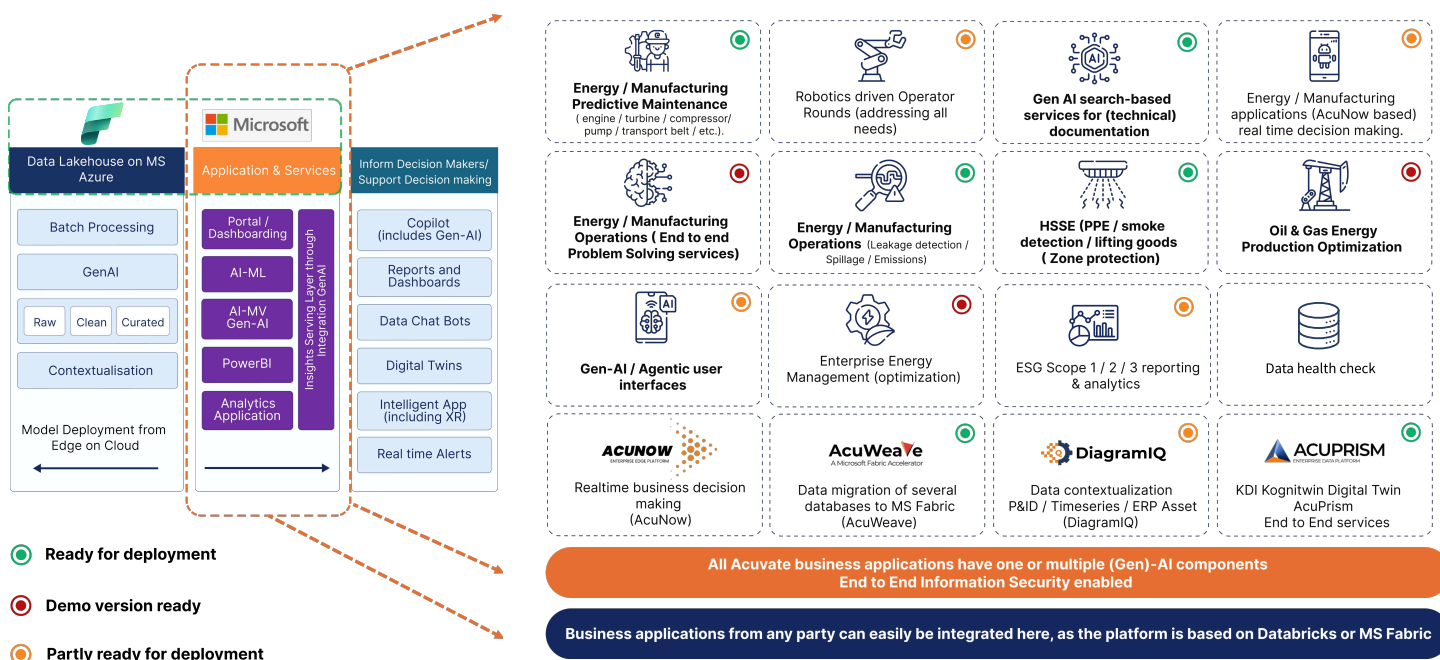 Microsoft
Data Lakehouse on MS
Azure
Application & Services
Inform Decision Makers/
Support Decision making
Batch Processing
GenAI
Raw
Clean
Curated
Contextualisation
Model Deployment from
Edge on Cloud
Portal /
Dashboarding
AI-ML
AI-MV
Gen-AI
PowerBI
Analytics
Application
Insights Serving Layer through
Integration GenAI
Copilot
(includes Gen-AI)
Reports and
Dashboards
Data Chat Bots
Digital Twins
Intelligent App
(including XR)
Real time Alerts
Ready for deployment
Demo version ready
Partly ready for deployment
Energy / Manufacturing
Predictive Maintenance
( engine / turbine / compressor/
pump / transport belt / etc.).
Robotics driven Operator
Rounds (addressing all
needs)
AI
Gen AI search-based
services for (technical)
documentation
Energy / Manufacturing
applications (AcuNow based)
real time decision making.
Energy / Manufacturing
Operations ( End to end
Problem Solving services)
Energy / Manufacturing
Operations (Leakage detection /
Spillage / Emissions)
HSSE (PPE / smoke
detection / lifting goods
( Zone protection)
Oil & Gas Energy
Production Optimization
AI
Gen-AI / Agentic user
interfaces
Enterprise Energy
Management (optimization)
ESG Scope 1 / 2 / 3 reporting
& analytics
Data health check
ACUNOW
ENTERPRISE EDGE PLATFORM
Realtime business decision
making
(AcuNow)
AcuWeave
A Microsoft Fabric Accelerator
Data migration of several
databases to MS Fabric
(AcuWeave)
DiagramIQ
Data contextualization
P&ID / Timeseries / ERP Asset
(DiagramIQ)
ACUPRISM
ENTERPRISE DATA PLATFORM
KDI Kognitwin Digital Twin
AcuPrism
End to End services
All Acuvate business applications have one or multiple (Gen)-AI components
End to End Information Security enabled
Business applications from any party can easily be integrated here, as the platform is based on Databricks or MS Fabric